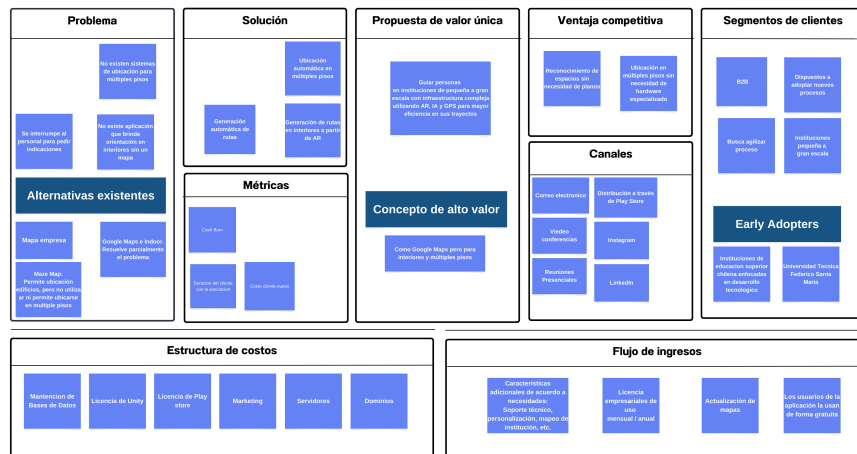 Problema
No existen sistemas
de ubicación para
múltiples pisos
Se interrumpe al
personal para pedir
indicaciones
No existe aplicación
que brinde
orientación en
interiores sin un
mapa
Alternativas existentes
Mapa empresa
Google Maps e Indoor.
Resuelve parcialmente
el problema
Maze Map:
Permite ubicación
edificios, pero no utiliza
ar ni permite ubicarse
en multiple pisos
Solución
Ubicación
automática en
múltiples pisos
Generación
automática de
rutas
Generación de rutas
en interiores a partir
de AR
Métricas
Cash Burn
Duracion del cliente
con la asociacion
Costo cliente nuevo
Propuesta de valor única
Guiar personas
en instituciones de pequeña a gran
escala con infraestructura compleja
utilizando AR, IA y GPS para mayor
eficiencia en sus trayectos
Concepto de alto valor
Como Google Maps pero para
interiores y múltiples pisos
Ventaja competitiva
Reconocimiento de
espacios sin
necesidad de planos
Ubicación en
múltiples pisos sin
necesidad de
hardware
especializado
Canales
Correo electronico
Distribución a través
de Play Store
Viedeo
conferencias
Instagram
Reuniones
Presenciales
LinkedIn
Segmentos de clientes
B2B
Dispuestos a
adoptar nuevos
procesos
Busca agilizar
proceso
Instituciones
pequeña a
gran escala
Early Adopters
Instituciones de
educacion superior
chilena enfocadas
en desarrollo
tecnologico
Universidad Tecnica
Federico Santa
Maria
Estructura de costos
Mantencion de
Bases de Datos
Licencia de Unity
Licencia de Play
store
Marketing
Servidores
Dominios
Flujo de ingresos
Características
adicionales de acuerdo a
necesidades:
Soporte técnico,
personalización, mapeo de
institución, etc.
Licencia
empresariales de
uso
mensual / anual
Actualización de
mapas
Los usuarios de la
aplicación la usan
de forma gratuita